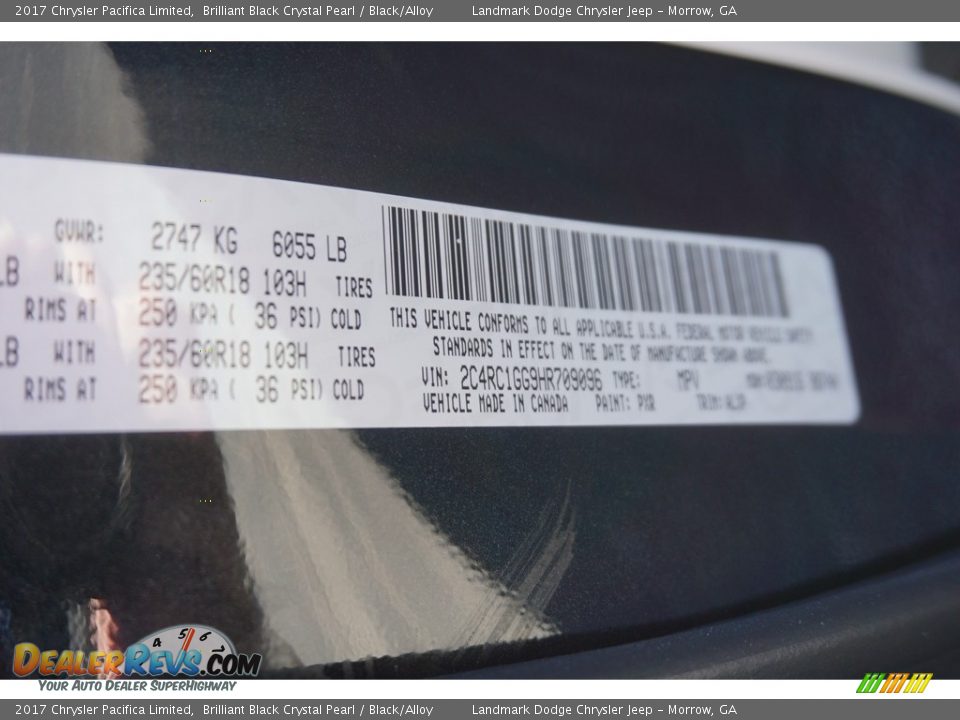 2017 Chrysler Pacifica Limited, Brilliant Black Crystal Pearl / Black/Alloy Landmark Dodge Chrysler Jeep - Morrow, GA
GVWR: 2747 KG 6055 LB
LB WITH 235/60R18 103H TIRES
RIMS AT 250 KPA ( 36 PSI) COLD
LB WITH 235/60R18 103H TIRES
RIMS AT 250 KPA ( 36 PSI) COLD
THIS VEHICLE CONFORMS TO ALL APPLICABLE U.S.A. FEDERAL MOTOR VEHICLE SAFETY
STANDARDS IN EFFECT ON THE DATE OF MANUFACTURE SHOWN ABOVE.
VIN: 2C4RC1GG9HR709096 TYPE: MPV
VEHICLE MADE IN CANADA PAINT: PXR TRIM:
4 5 6
DEALERREVS.COM
YOUR AUTO DEALER SUPERHIGHWAY
2017 Chrysler Pacifica Limited, Brilliant Black Crystal Pearl / Black/Alloy Landmark Dodge Chrysler Jeep - Morrow, GA